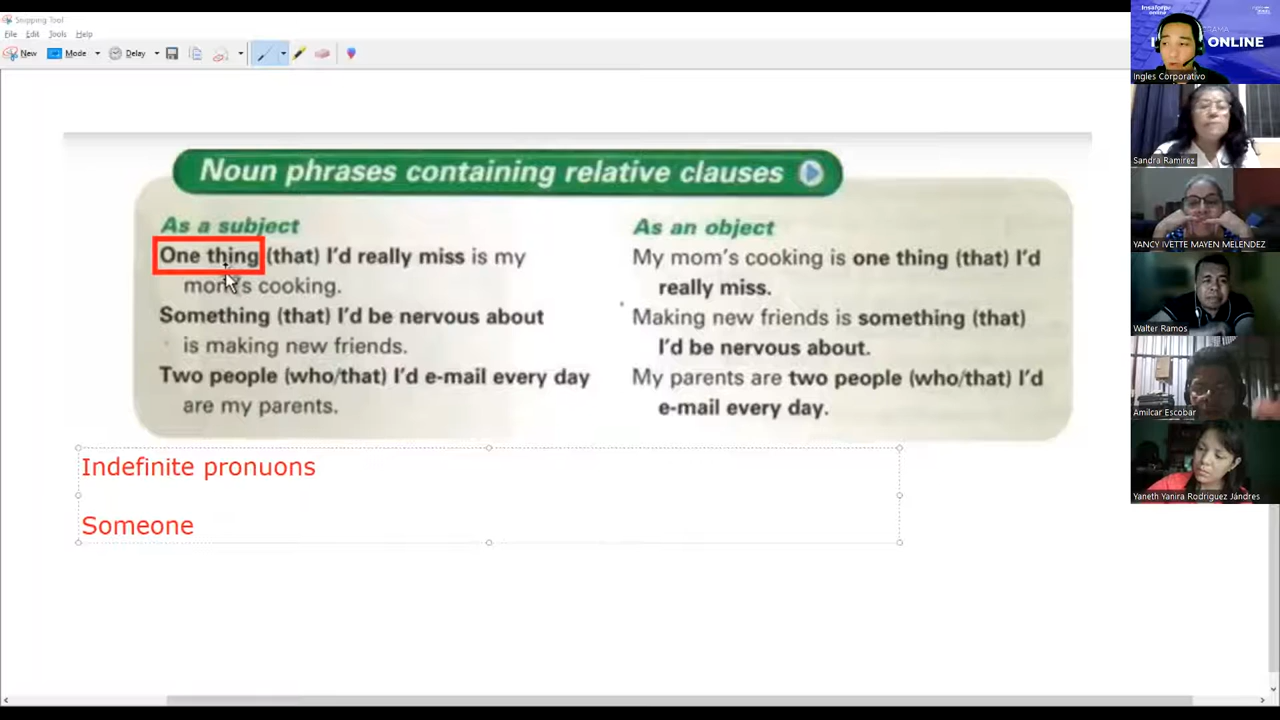 Snipping Tool
File Edit Tools Help
New Mode Delay
Noun phrases containing relative clauses
As a subject
One thing (that) I'd really miss is my
mom's cooking.
Something (that) I'd be nervous about
is making new friends.
Two people (who/that) I'd e-mail every day
are my parents.
As an object
My mom's cooking is one thing (that) I'd
really miss.
Making new friends is something (that)
I'd be nervous about.
My parents are two people (who/that) I'd
e-mail every day.
Indefinite pronuons
Someone
ONLINE
Ingles Corporativo
Sandra Ramirez
YANCY IVETTE MAYEN MELENDEZ
Walter Ramos
Amilcar Escobar
Yaneth Yanira Rodriguez Jándres